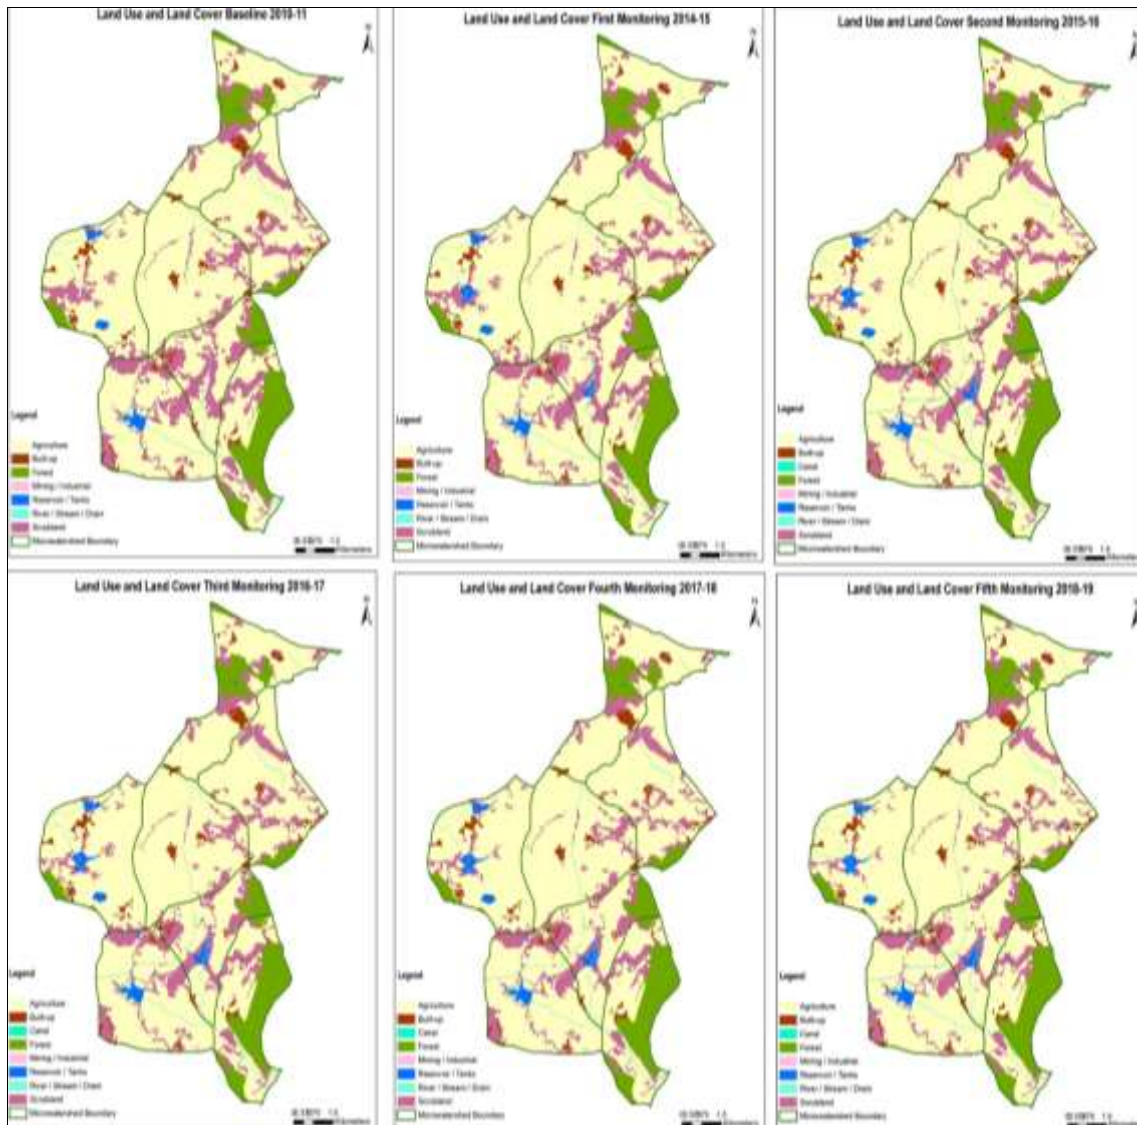 Land Use and Land Cover Baseline 2010-11
N
Legend
Agriculture
Built-up
Forest
Mining / Industrial
Reservoir / Tanks
River / Stream / Drain
Scrubland
Microwatershed Boundary
Kilometers
Land Use and Land Cover First Monitoring 2014-15
N
Legend
Agriculture
Built-up
Forest
Mining / Industrial
Reservoir / Tanks
River / Stream / Drain
Scrubland
Microwatershed Boundary
Kilometers
Land Use and Land Cover Second Monitoring 2015-16
N
Legend
Agriculture
Built-up
Canal
Forest
Mining / Industrial
Reservoir / Tanks
River / Stream / Drain
Scrubland
Microwatershed Boundary
Kilometers
Land Use and Land Cover Third Monitoring 2016-17
N
Legend
Agriculture
Built-up
Canal
Forest
Mining / Industrial
Reservoir / Tanks
River / Stream / Drain
Scrubland
Microwatershed Boundary
Kilometers
Land Use and Land Cover Fourth Monitoring 2017-18
N
Legend
Agriculture
Built-up
Canal
Forest
Mining / Industrial
Reservoir / Tanks
River / Stream / Drain
Scrubland
Microwatershed Boundary
Kilometers
Land Use and Land Cover Fifth Monitoring 2018-19
N
Legend
Agriculture
Built-up
Canal
Forest
Mining / Industrial
Reservoir / Tanks
River / Stream / Drain
Scrubland
Microwatershed Boundary
Kilometers